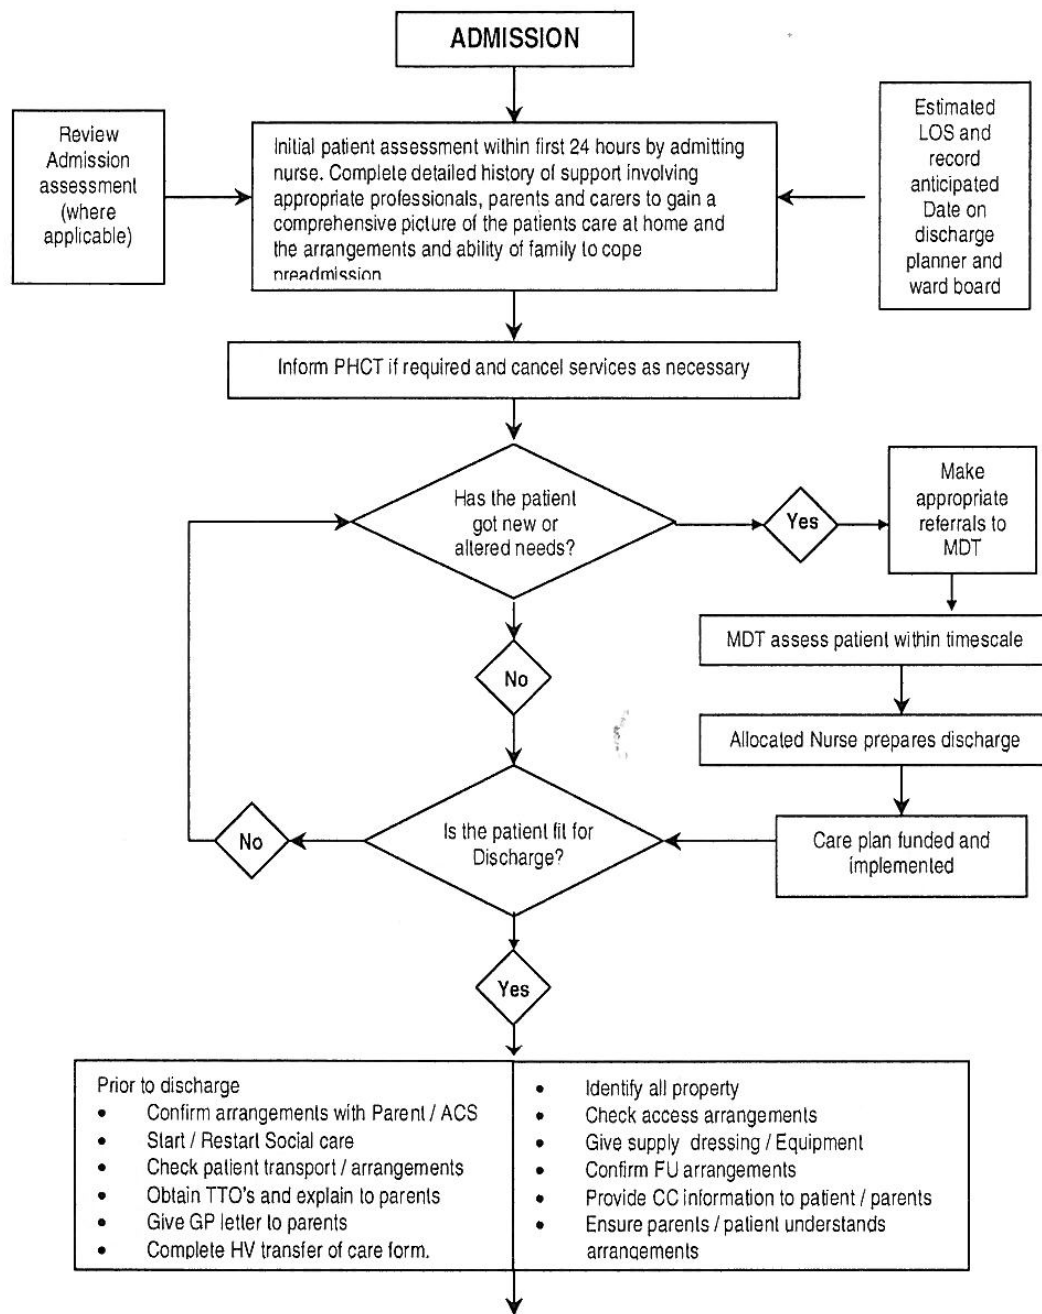 ADMISSION
Review
Admission
assessment
(where
applicable)
Initial patient assessment within first 24 hours by admitting
nurse. Complete detailed history of support involving
appropriate professionals, parents and carers to gain a
comprehensive picture of the patients care at home and
the arrangements and ability of family to cope
preadmission
Estimated
LOS and
record
anticipated
Date on
discharge
planner and
ward board
Inform PHCT if required and cancel services as necessary
Has the patient
got new or
altered needs?
Yes
Make
appropriate
referrals to
MDT
MDT assess patient within timescale
No
Allocated Nurse prepares discharge
Is the patient fit for
Discharge?
No
Care plan funded and
implemented
Yes
Prior to discharge
• Confirm arrangements with Parent / ACS
• Start / Restart Social care
• Check patient transport / arrangements
• Obtain TTO's and explain to parents
• Give GP letter to parents
• Complete HV transfer of care form.
• Identify all property
• Check access arrangements
• Give supply dressing / Equipment
• Confirm FU arrangements
• Provide CC information to patient / parents
• Ensure parents / patient understands
arrangements